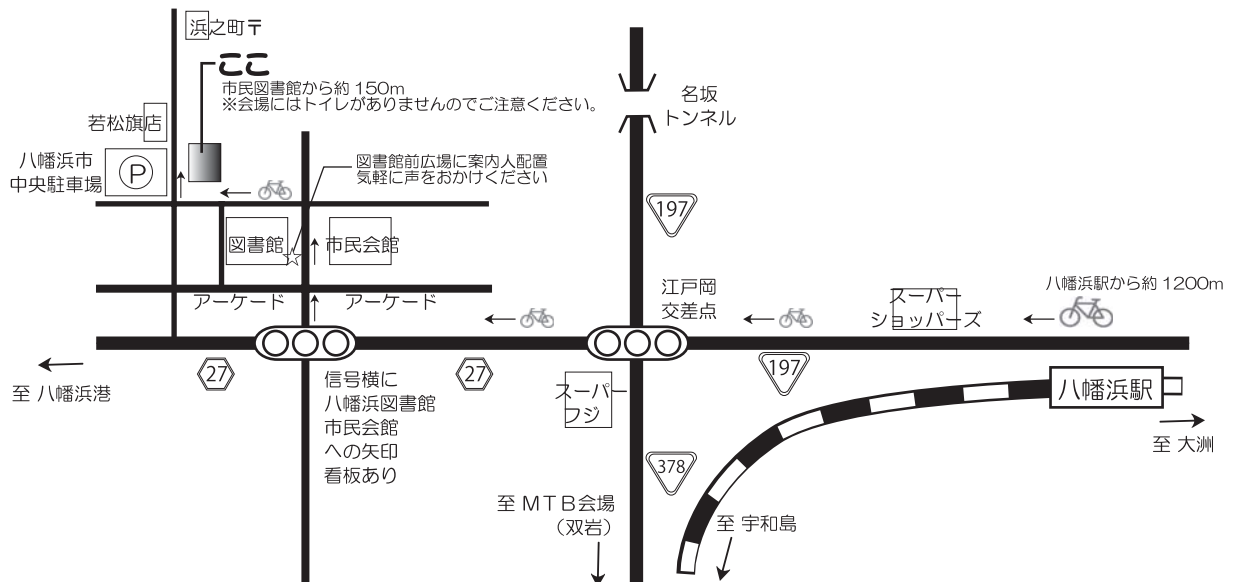 浜之町〒
ここ
市民図書館から約 150m
※会場にはトイレがありませんのでご注意ください。
若松旗店
八幡浜市
中央駐車場
P
図書館前広場に案内人配置
気軽に声をおかけください
名坂
トンネル
197
図書館
市民会館
アーケード
アーケード
江戸岡
交差点
スーパー
ショッパーズ
八幡浜駅から約 1200m
至 八幡浜港
27
信号横に
八幡浜図書館
市民会館
への矢印
看板あり
27
スーパー
フジ
197
八幡浜駅
至 大洲
378
至 MTB会場
(双岩)
至 宇和島